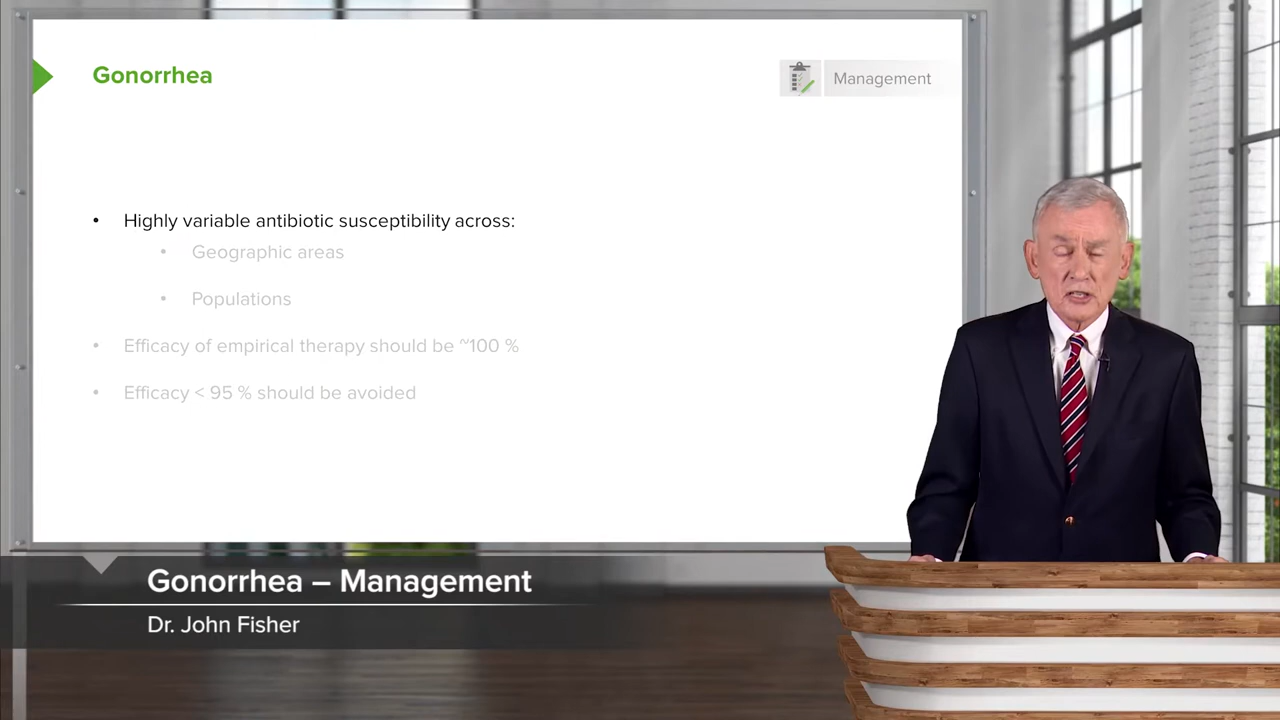 Gonorrhea
Management
• Highly variable antibiotic susceptibility across:
• Geographic areas
• Populations
• Efficacy of empirical therapy should be ~100 %
• Efficacy < 95 % should be avoided
Gonorrhea – Management
Dr. John Fisher